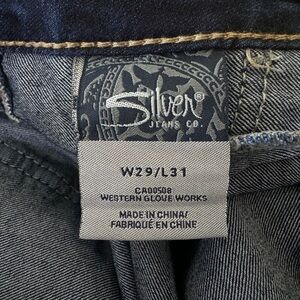 Silver®
JEANS CO.
W29/L31
CA00508
WESTERN GLOVE WORKS
MADE IN CHINA/
FABRIQUÉ EN CHINE